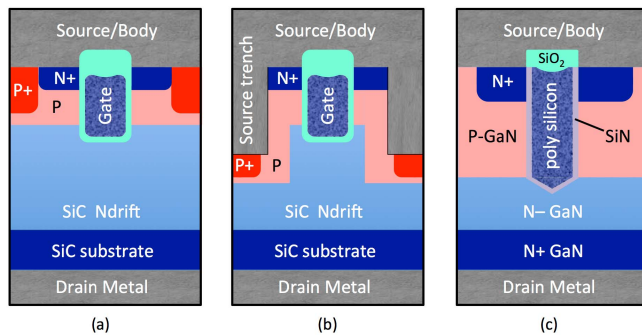 Source/Body
N+
P+
P
Gate
SiC Ndrift
SiC substrate
Drain Metal
(a)
Source/Body
Source trench
N+
Gate
P+
P
SiC Ndrift
SiC substrate
Drain Metal
(b)
Source/Body
SiO2
N+
poly silicon
P-GaN
SiN
N– GaN
N+ GaN
Drain Metal
(c)